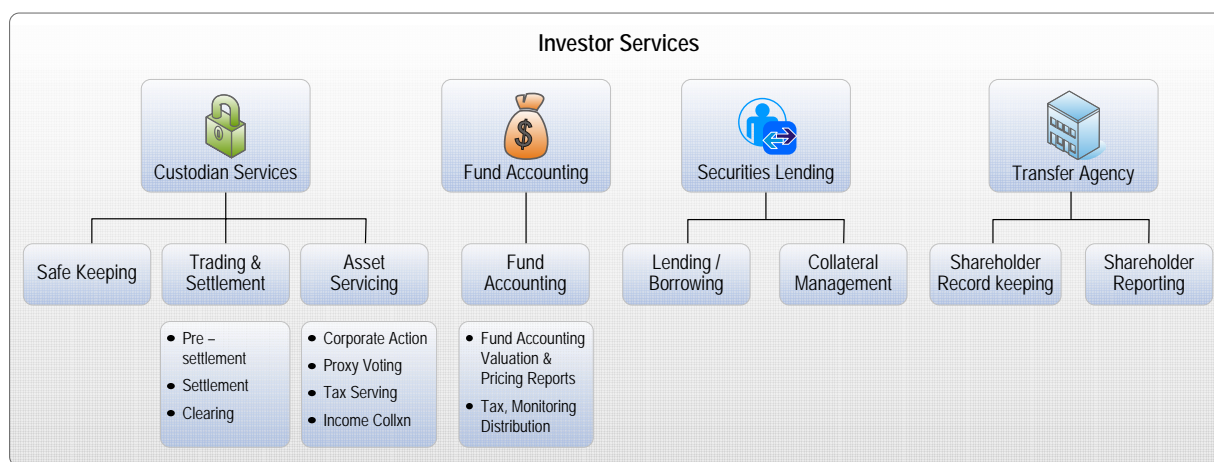 Investor Services
$
Custodian Services
Fund Accounting
Securities Lending
Transfer Agency
Safe Keeping
Trading &
Settlement
Asset
Servicing
Fund
Accounting
Lending /
Borrowing
Collateral
Management
Shareholder
Record keeping
Shareholder
Reporting
• Pre –
settlement
• Settlement
• Clearing
• Corporate Action
• Proxy Voting
• Tax Serving
• Income Collxn
• Fund Accounting
Valuation &
Pricing Reports
• Tax, Monitoring
Distribution